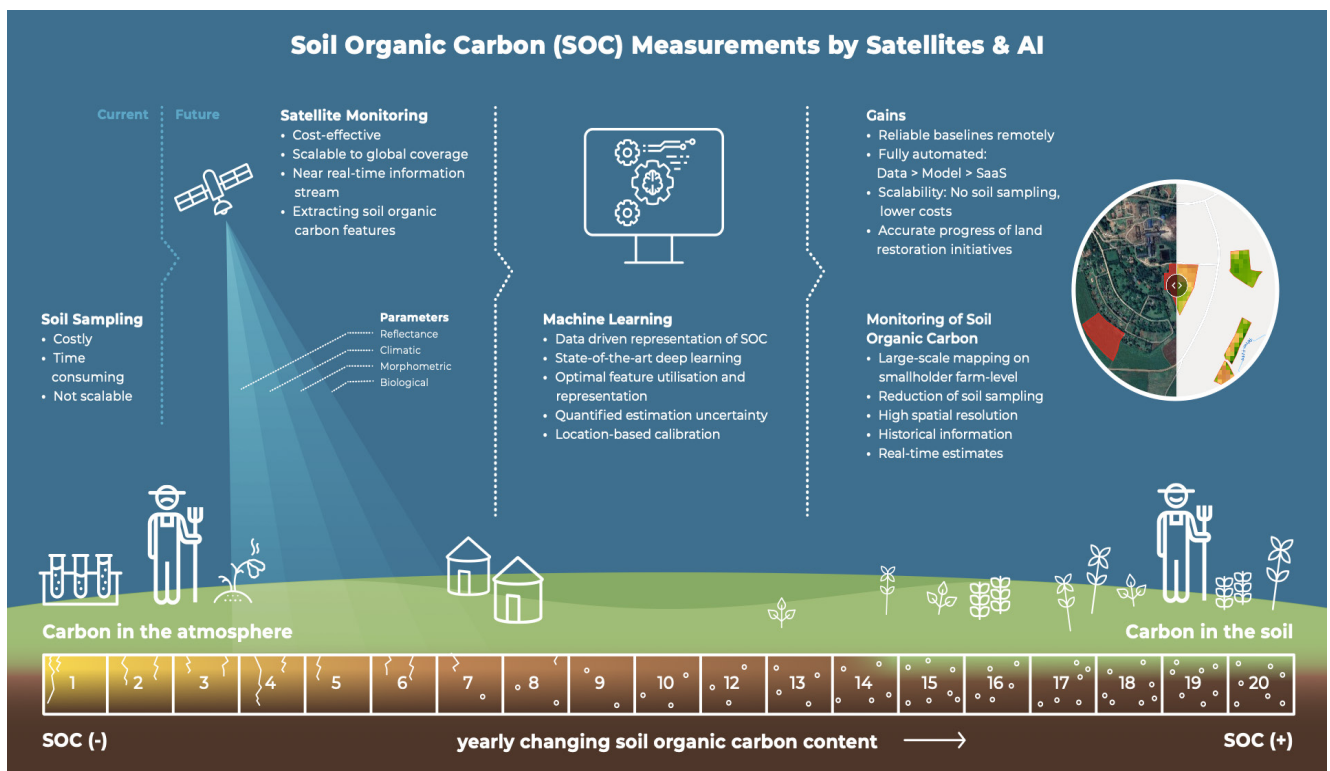 Soil Organic Carbon (SOC) Measurements by Satellites & AI
Current
Future
Soil Sampling
• Costly
• Time
consuming
• Not scalable
Satellite Monitoring
• Cost-effective
• Scalable to global coverage
• Near real-time information
stream
• Extracting soil organic
carbon features
Parameters
Reflectance
Climatic
Morphometric
Biological
Machine Learning
• Data driven representation of SOC
• State-of-the-art deep learning
• Optimal feature utilisation and
representation
• Quantified estimation uncertainty
• Location-based calibration
Gains
• Reliable baselines remotely
• Fully automated:
Data > Model > SaaS
• Scalability: No soil sampling,
lower costs
• Accurate progress of land
restoration initiatives
Monitoring of Soil
Organic Carbon
• Large-scale mapping on
smallholder farm-level
• Reduction of soil sampling
• High spatial resolution
• Historical information
• Real-time estimates
Carbon in the atmosphere
Carbon in the soil
1 2 3 4 5 6 7 8 9 10 12 13 14 15 16 17 18 19 20
SOC (-)
yearly changing soil organic carbon content
SOC (+)